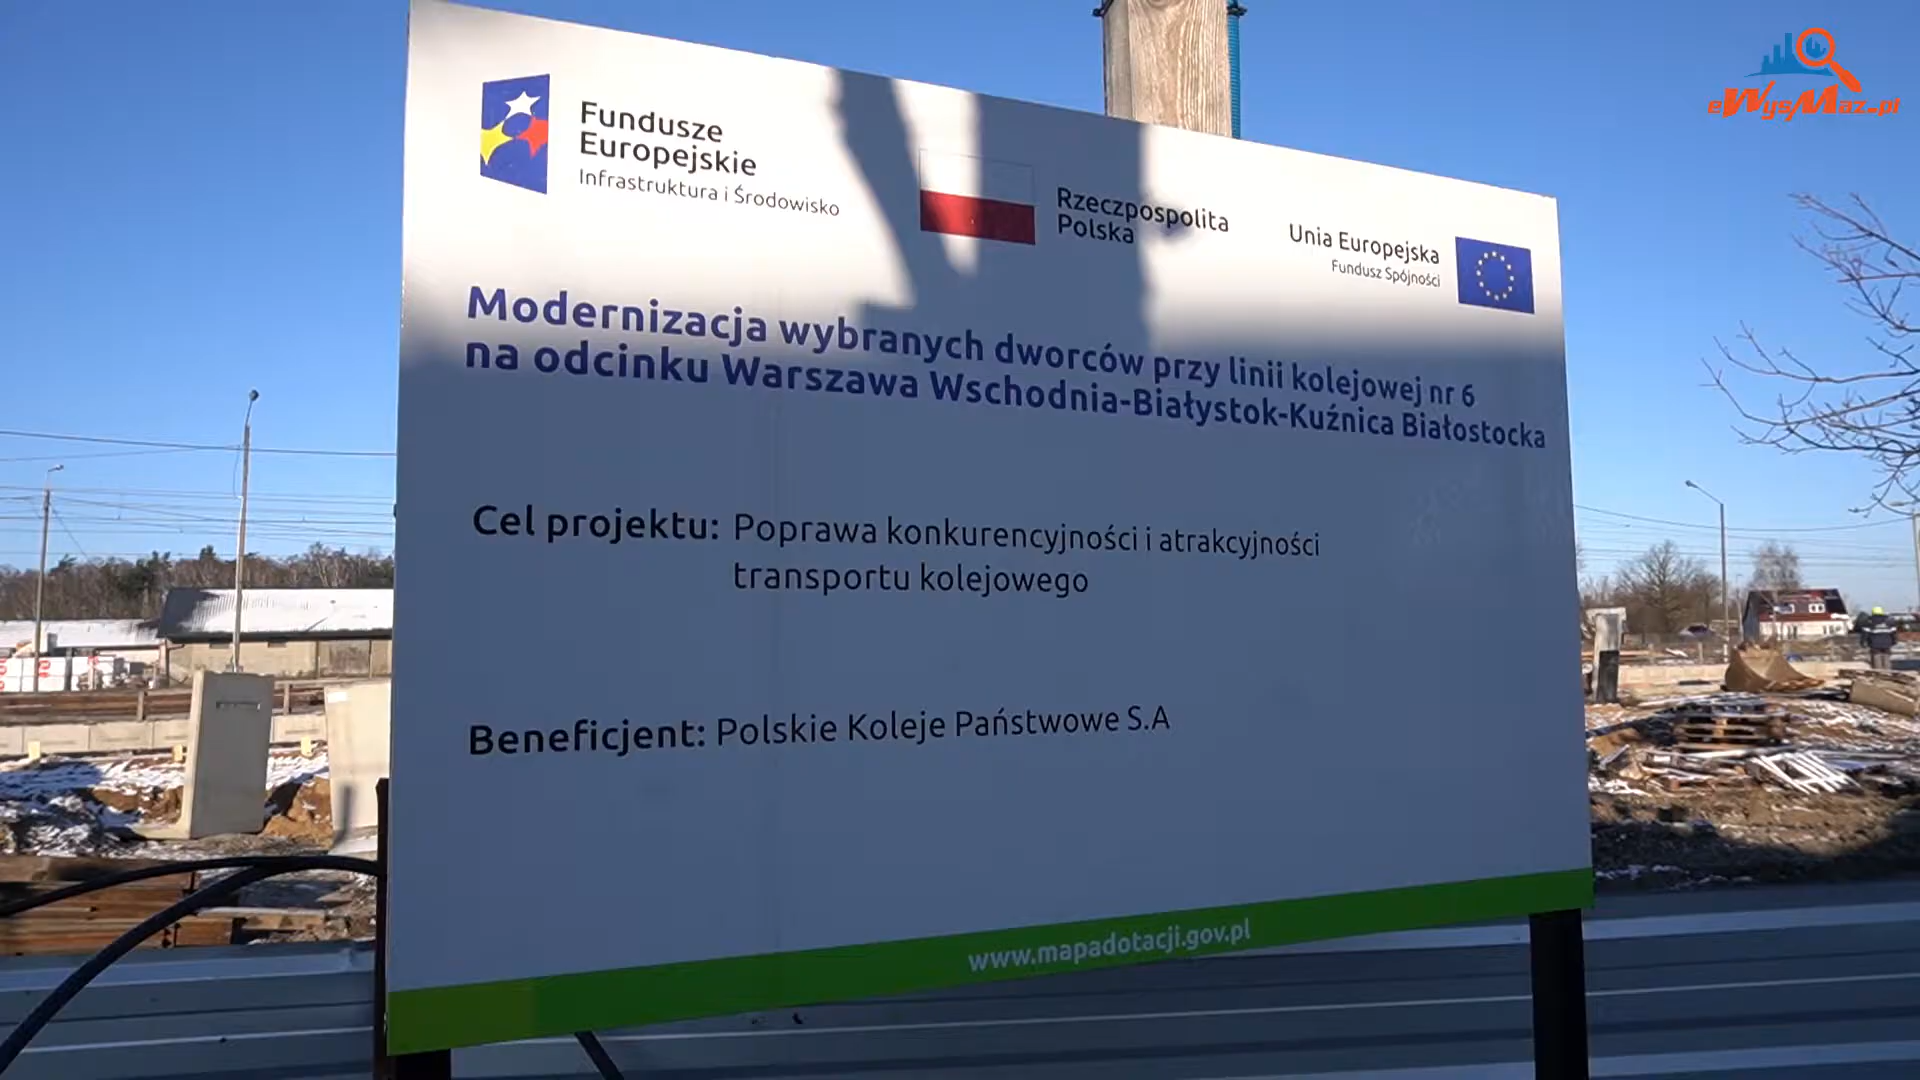 eWysMaz.pl
Fundusze
Europejskie
Infrastruktura i Środowisko
Rzeczpospolita
Polska
Unia Europejska
Fundusz Spójności
Modernizacja wybranych dworców przy linii kolejowej nr 6
na odcinku Warszawa Wschodnia-Białystok-Kuźnica Białostocka
Cel projektu: Poprawa konkurencyjności i atrakcyjności
transportu kolejowego
Beneficjent: Polskie Koleje Państwowe S.A
www.mapadotacji.gov.pl